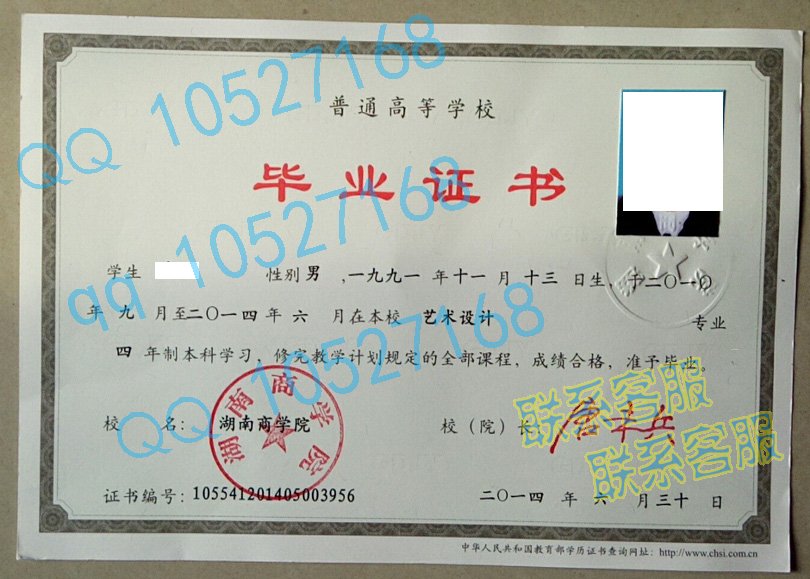 QQ 10527168
普通高等学校
毕业证书
qq 10527168
学生 性别 男 ，一九九一 年 十一 月 十三 日生，于二〇一〇
年 九 月至二〇一四年 六 月在本校 艺术设计 专业
四 年制本科学习，修完教学计划规定的全部课程，成绩合格，准予毕业。
QQ 10527168
联系客服
校 名： 湖南商学院 校（院）长：
湖南商学院
联系客服
证书编号：105541201405003956 二〇一四 年 六 月 三十 日
中华人民共和国教育部学历证书查询网址：http://www.chsi.com.cn